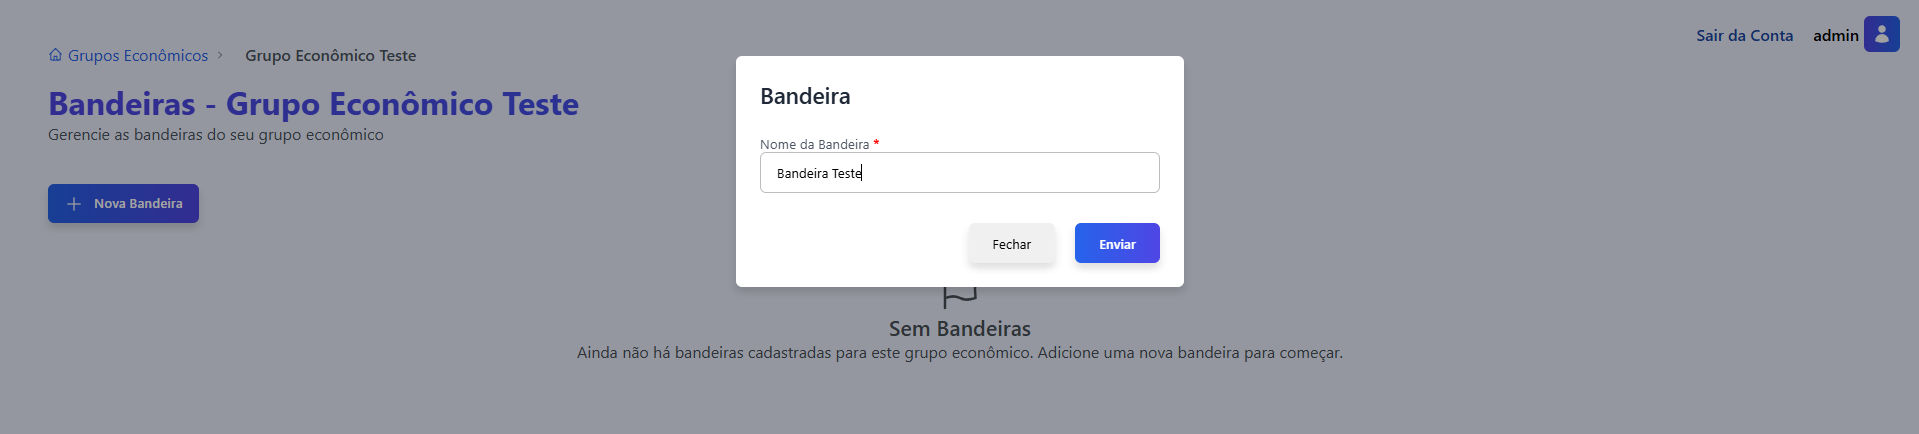 Sair da Conta admin
Grupos Econômicos > Grupo Econômico Teste
Bandeiras - Grupo Econômico Teste
Gerencie as bandeiras do seu grupo econômico
Nova Bandeira
Bandeira
Nome da Bandeira *
Bandeira Teste
Fechar Enviar
Sem Bandeiras
Ainda não há bandeiras cadastradas para este grupo econômico. Adicione uma nova bandeira para começar.